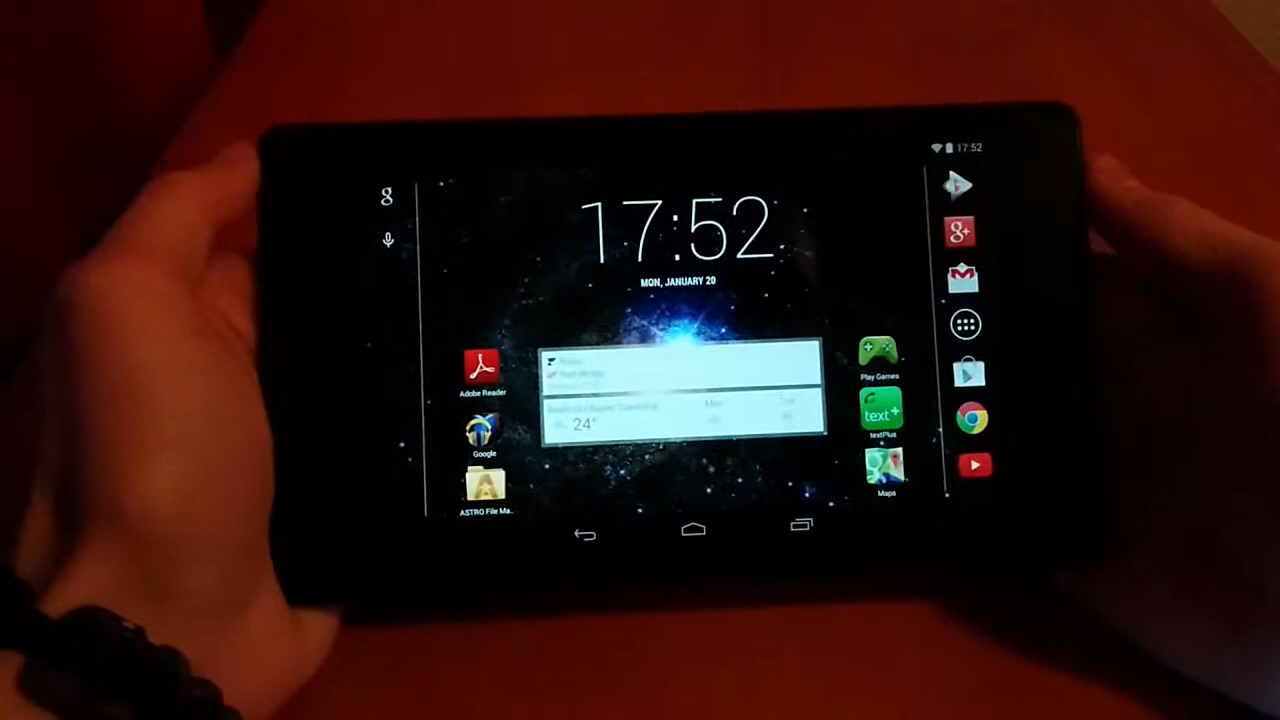 17:52
g
17:52
MON, JANUARY 20
g+
Adobe Reader
24°
Play Games
text+
textPlus
Google
Maps
ASTRO File Ma..